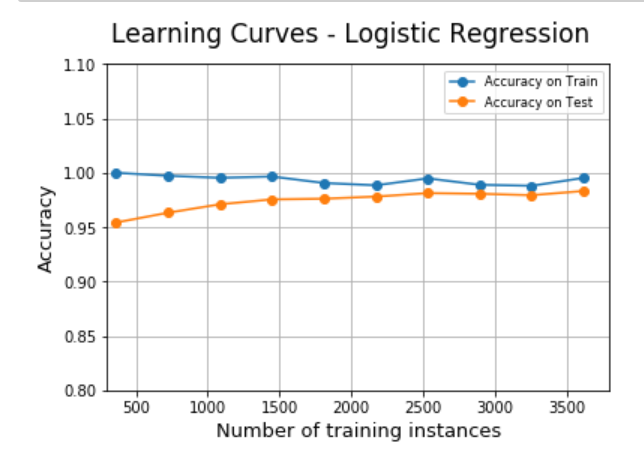 Learning Curves - Logistic Regression
1.10
Accuracy on Train
Accuracy on Test
1.05
1.00
0.95
0.90
0.85
0.80
Accuracy
500 1000 1500 2000 2500 3000 3500
Number of training instances